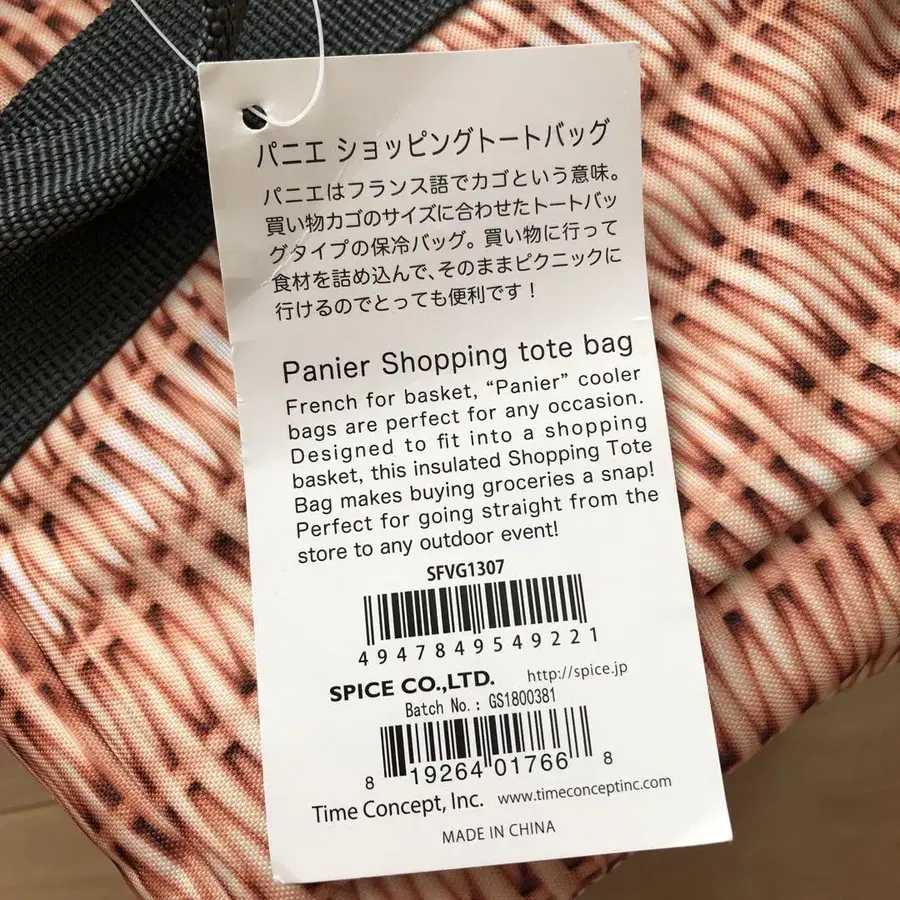 パニエ ショッピングトートバッグ
パニエはフランス語でカゴという意味。
買い物カゴのサイズに合わせたトートバッ
グタイプの保冷バッグ。買い物に行って
食材を詰め込んで、そのままピクニックに
行けるのでとっても便利です！
Panier Shopping tote bag
French for basket, “Panier” cooler
bags are perfect for any occasion.
Designed to fit into a shopping
basket, this insulated Shopping Tote
Bag makes buying groceries a snap!
Perfect for going straight from the
store to any outdoor event!
SFVG1307
4947849549221
SPICE CO.,LTD. http://spice.jp
Batch No.: GS1800381
8 19264 01766 8
Time Concept, Inc. www.timeconceptinc.com
MADE IN CHINA